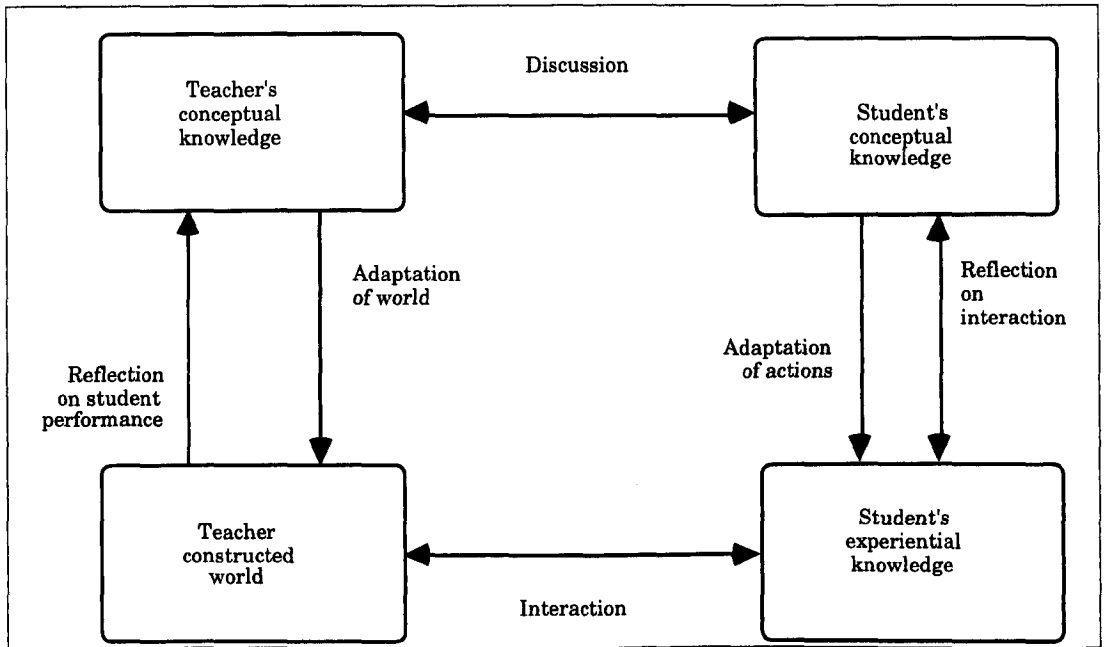 Teacher's
conceptual
knowledge
Discussion
Student's
conceptual
knowledge
Adaptation
of world
Reflection
on
interaction
Adaptation
of actions
Reflection
on student
performance
Teacher
constructed
world
Interaction
Student's
experiential
knowledge